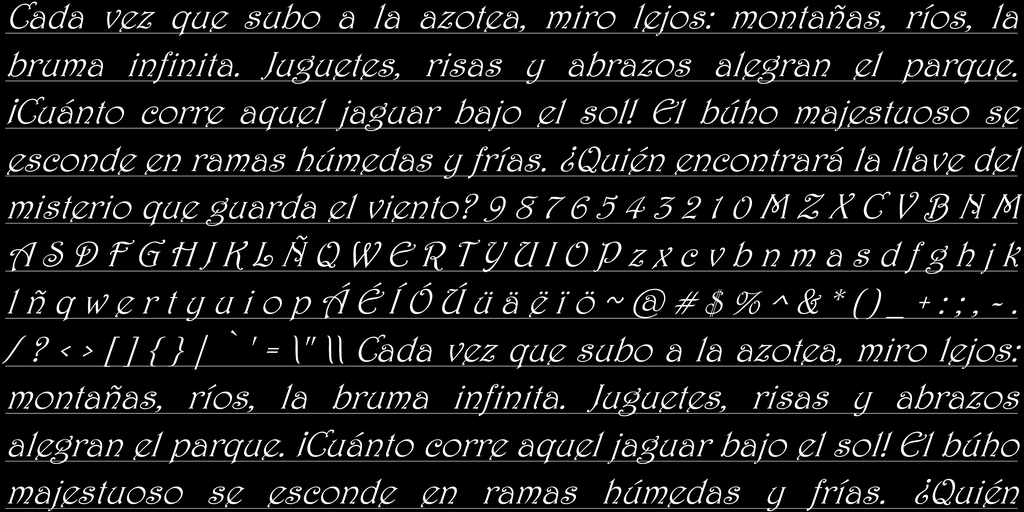 Cada vez que subo a la azotea, miro lejos: montañas, ríos, la
bruma infinita. Juguetes, risas y abrazos alegran el parque.
¡Cuánto corre aquel jaguar bajo el sol! El búho majestuoso se
esconde en ramas húmedas y frías. ¿Quién encontrará la llave del
misterio que guarda el viento? 9 8 7 6 5 4 3 2 1 0 M Z X C V B N M
A S D F G H J K L Ñ Q W E R T Y U I O P z x c v b n m a s d f g h j k
l ñ q w e r t y u i o p Á É Í Ó Ú ü ä ë ï ö ~ @ # $ % ^ & * ( ) _ + : ; , - .
/ ? < > [ ] { } | ` ' = \" \\ Cada vez que subo a la azotea, miro lejos:
montañas, ríos, la bruma infinita. Juguetes, risas y abrazos
alegran el parque. ¡Cuánto corre aquel jaguar bajo el sol! El búho
majestuoso se esconde en ramas húmedas y frías. ¿Quién